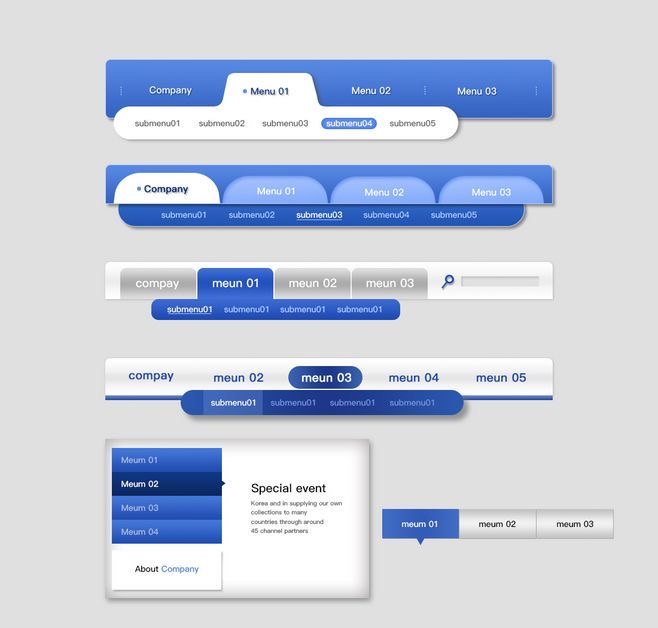 Company Menu 01 Menu 02 Menu 03
submenu01 submenu02 submenu03 submenu04 submenu05
Company Menu 01 Menu 02 Menu 03
submenu01 submenu02 submenu03 submenu04 submenu05
compay meun 01 meun 02 meun 03
submenu01 submenu01 submenu01 submenu01
compay meun 02 meun 03 meun 04 meun 05
submenu01 submenu01 submenu01 submenu01
Meum 01
Meum 02
Meum 03
Meum 04
About Company
Special event
Korea and in supplying our own
collections to many
countries through around
45 channel partners
meum 01 meum 02 meum 03